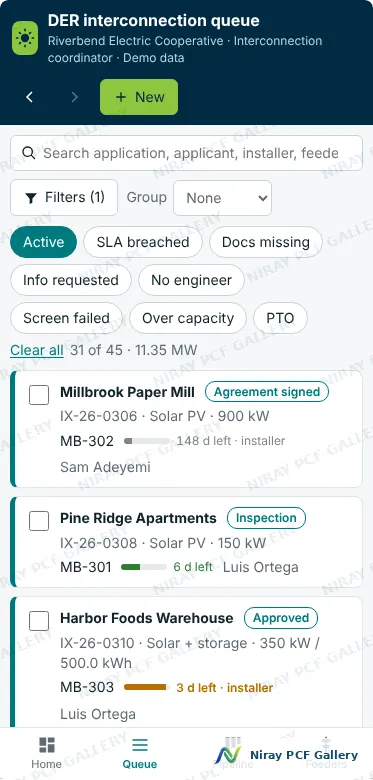 DER interconnection queue
Riverbend Electric Cooperative · Interconnection
coordinator · Demo data
+ New
Search application, applicant, installer, feede
Filters (1)
Group
None
Active
SLA breached
Docs missing
Info requested
No engineer
Screen failed
Over capacity
PTO
Clear all 31 of 45 · 11.35 MW
Millbrook Paper Mill Agreement signed
IX-26-0306 · Solar PV · 900 kW
MB-302 148 d left · installer
Sam Adeyemi
Pine Ridge Apartments Inspection
IX-26-0308 · Solar PV · 150 kW
MB-301 6 d left Luis Ortega
Harbor Foods Warehouse Approved
IX-26-0310 · Solar + storage · 350 kW /
500.0 kWh
MB-303 3 d left · installer
Luis Ortega
Home
Queue
Pipeline
Feeders
Niray PCF Gallery
NIRAY PCF GALLERY